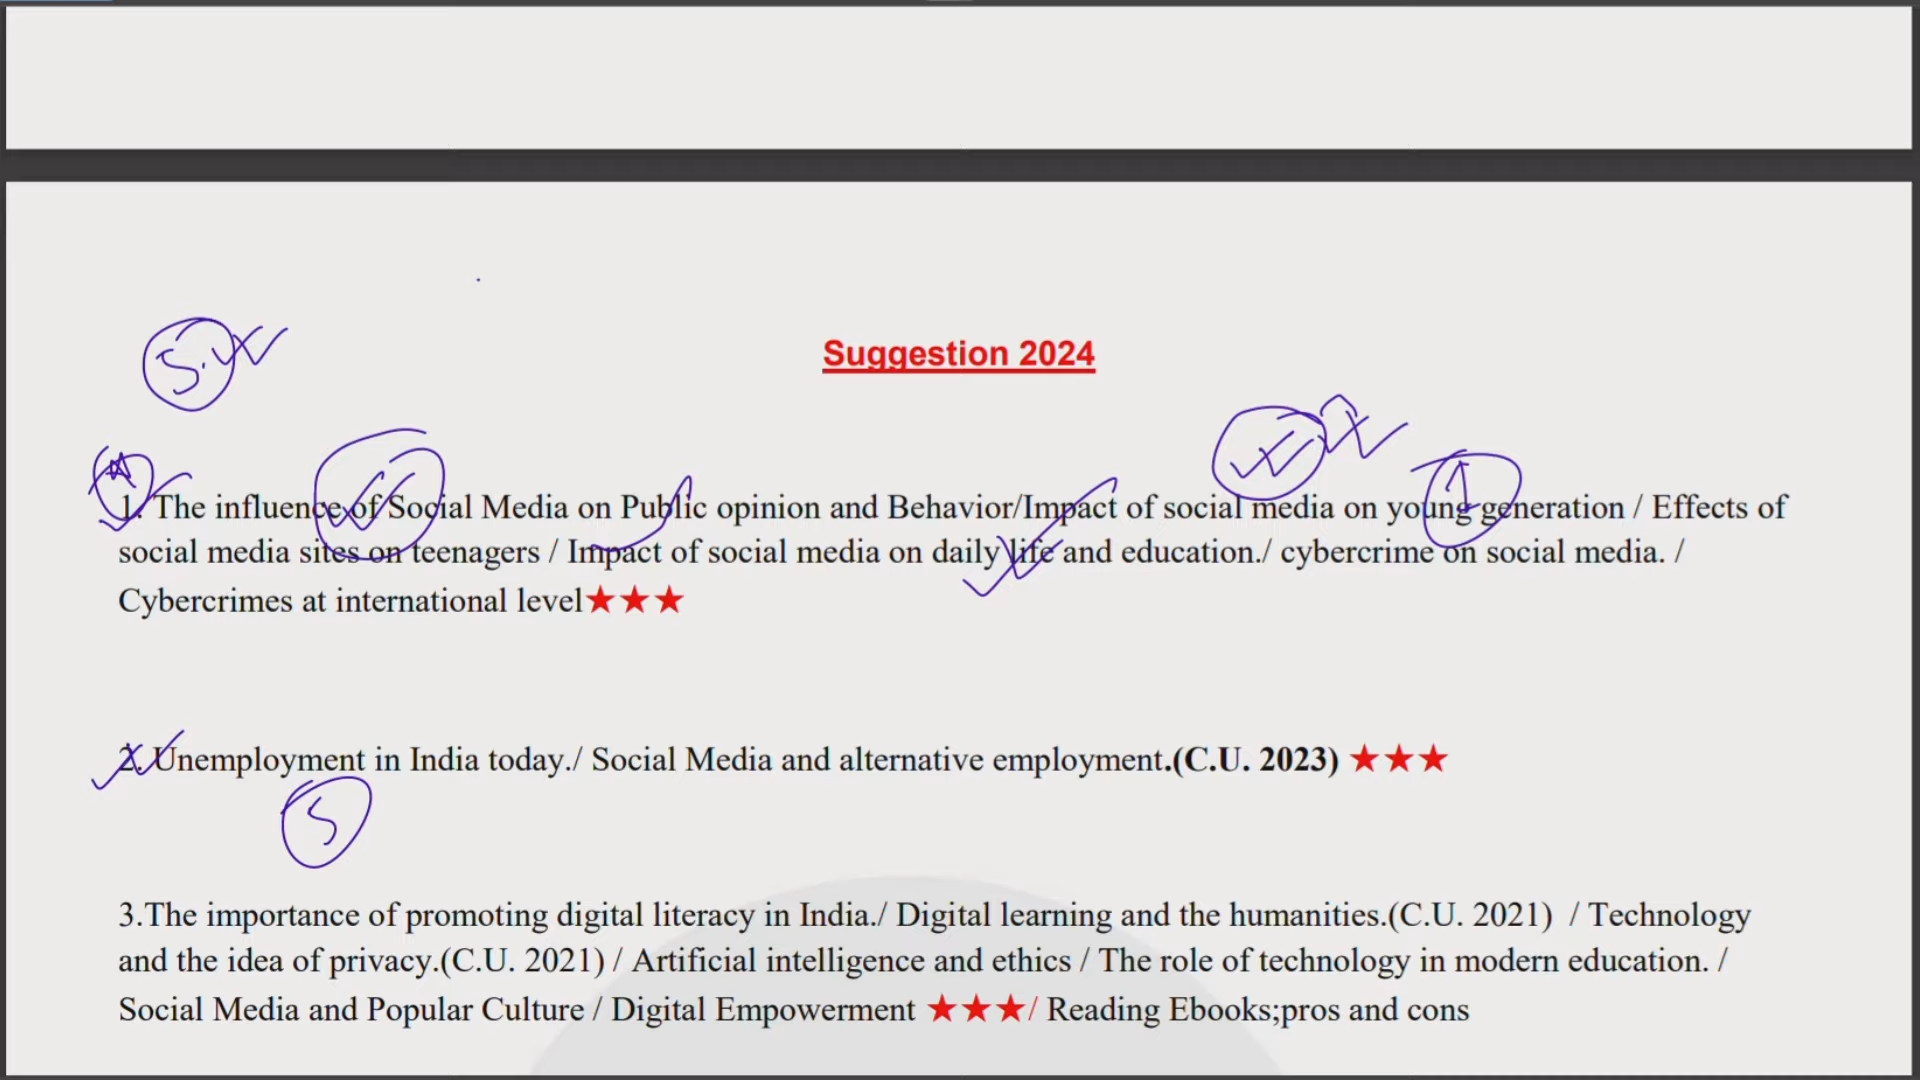 Suggestion 2024
1. The influence of Social Media on Public opinion and Behavior/Impact of social media on young generation / Effects of
social media sites on teenagers / Impact of social media on daily life and education./ cybercrime on social media. /
Cybercrimes at international level★★★
2. Unemployment in India today./ Social Media and alternative employment.(C.U. 2023) ★★★
S
3.The importance of promoting digital literacy in India./ Digital learning and the humanities.(C.U. 2021) / Technology
and the idea of privacy.(C.U. 2021) / Artificial intelligence and ethics / The role of technology in modern education. /
Social Media and Popular Culture / Digital Empowerment ★★★/ Reading Ebooks;pros and cons